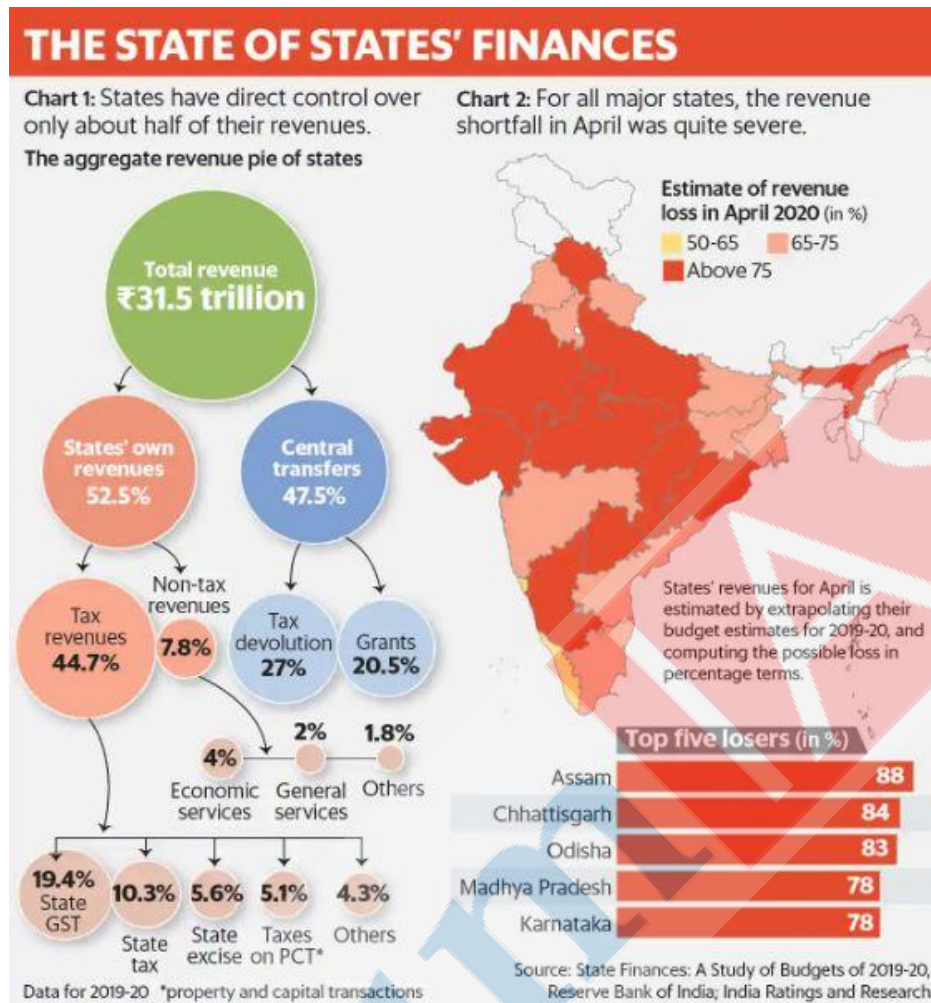 THE STATE OF STATES' FINANCES
Chart 1: States have direct control over
only about half of their revenues.
The aggregate revenue pie of states
Total revenue
₹31.5 trillion
States' own
revenues
52.5%
Central
transfers
47.5%
Tax
revenues
44.7%
Non-tax
revenues
7.8%
Tax
devolution
27%
Grants
20.5%
4%
Economic
services
2%
General
services
1.8%
Others
19.4%
State
GST
10.3%
State
tax
5.6%
State
excise
5.1%
Taxes
on PCT*
4.3%
Others
Data for 2019-20 *property and capital transactions
Chart 2: For all major states, the revenue
shortfall in April was quite severe.
Estimate of revenue
loss in April 2020 (in %)
50-65
65-75
Above 75
States' revenues for April is
estimated by extrapolating their
budget estimates for 2019-20, and
computing the possible loss in
percentage terms.
Top five losers (in %)
Assam 88
Chhattisgarh 84
Odisha 83
Madhya Pradesh 78
Karnataka 78
Source: State Finances: A Study of Budgets of 2019-20,
Reserve Bank of India; India Ratings and Research